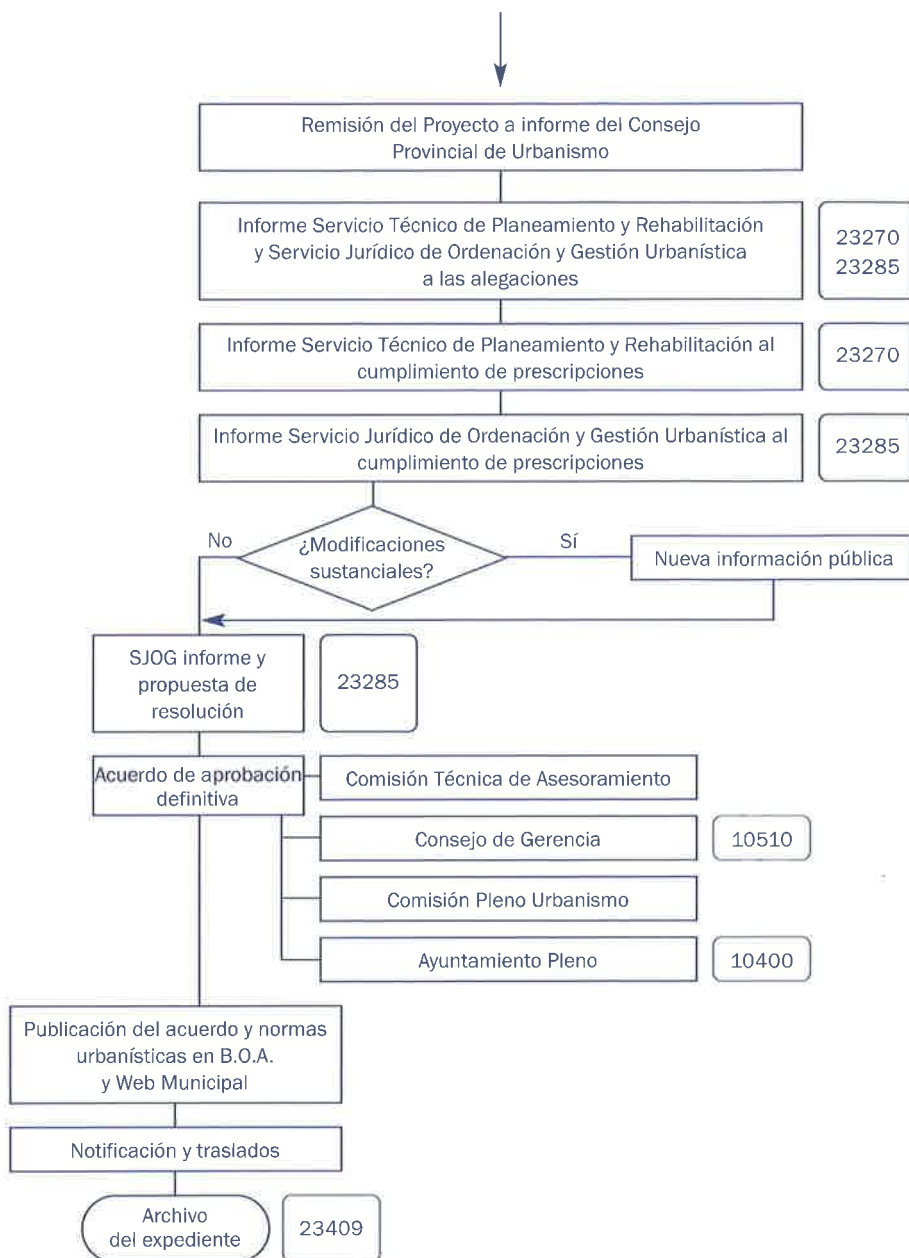 Remisión del Proyecto a informe del Consejo
Provincial de Urbanismo
Informe Servicio Técnico de Planeamiento y Rehabilitación
y Servicio Jurídico de Ordenación y Gestión Urbanística
a las alegaciones
23270
23285
Informe Servicio Técnico de Planeamiento y Rehabilitación al
cumplimiento de prescripciones
23270
Informe Servicio Jurídico de Ordenación y Gestión Urbanística al
cumplimiento de prescripciones
23285
No
¿Modificaciones
sustanciales?
Sí
Nueva información pública
SJOG informe y
propuesta de
resolución
23285
Acuerdo de aprobación
definitiva
Comisión Técnica de Asesoramiento
Consejo de Gerencia
10510
Comisión Pleno Urbanismo
Ayuntamiento Pleno
10400
Publicación del acuerdo y normas
urbanísticas en B.O.A.
y Web Municipal
Notificación y traslados
Archivo
del expediente
23409